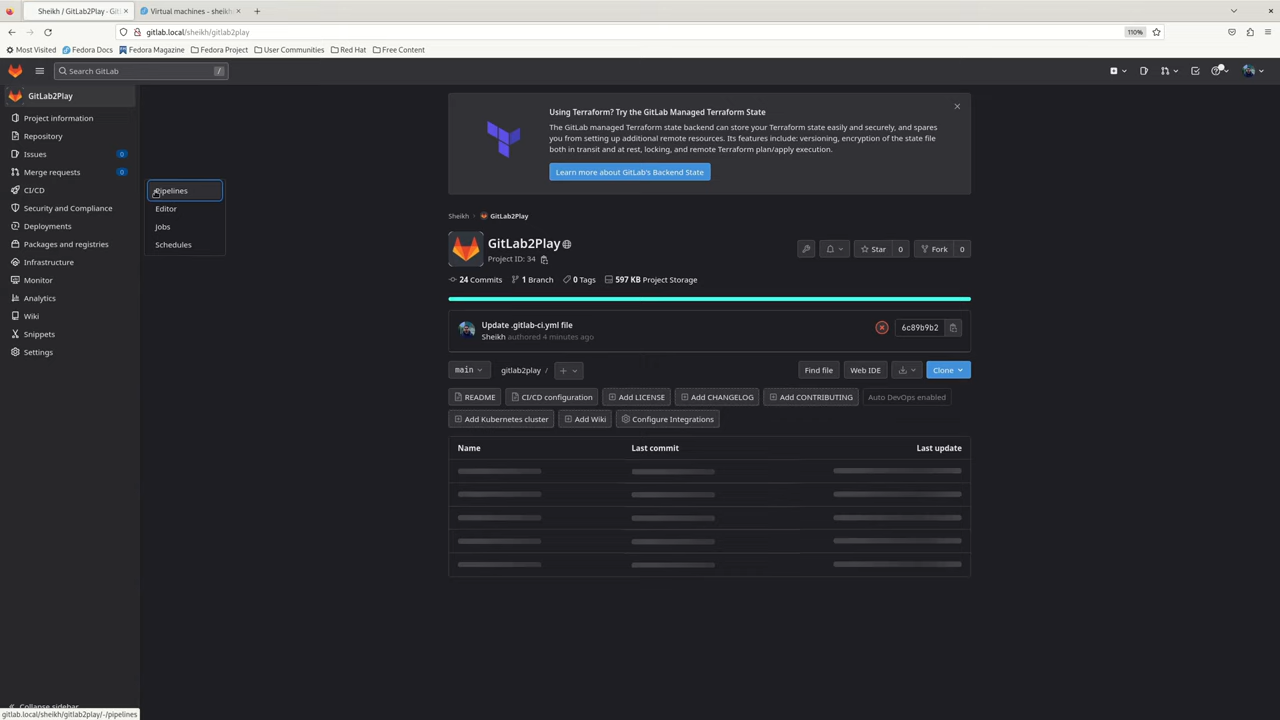 Sheikh / GitLab2Play · Git
Virtual machines – sheikh
gitlab.local/sheikh/gitlab2play
110%
Most Visited
Fedora Docs
Fedora Magazine
Fedora Project
User Communities
Red Hat
Free Content
Search GitLab
/
GitLab2Play
Project information
Repository
Issues
0
Merge requests
0
CI/CD
Security and Compliance
Deployments
Packages and registries
Infrastructure
Monitor
Analytics
Wiki
Snippets
Settings
Collapse sidebar
Pipelines
Editor
Jobs
Schedules
Using Terraform? Try the GitLab Managed Terraform State
The GitLab managed Terraform state backend can store your Terraform state easily and securely, and spares
you from setting up additional remote resources. Its features include: versioning, encryption of the state file
both in transit and at rest, locking, and remote Terraform plan/apply execution.
Learn more about GitLab's Backend State
Sheikh › GitLab2Play
GitLab2Play
Project ID: 34
Star 0
Fork 0
24 Commits
1 Branch
0 Tags
597 KB Project Storage
Update .gitlab-ci.yml file
Sheikh authored 4 minutes ago
6c89b9b2
main
gitlab2play /
Find file
Web IDE
Clone
README
CI/CD configuration
Add LICENSE
Add CHANGELOG
Add CONTRIBUTING
Auto DevOps enabled
Add Kubernetes cluster
Add Wiki
Configure Integrations
Name
Last commit
Last update
gitlab.local/sheikh/gitlab2play/-/pipelines